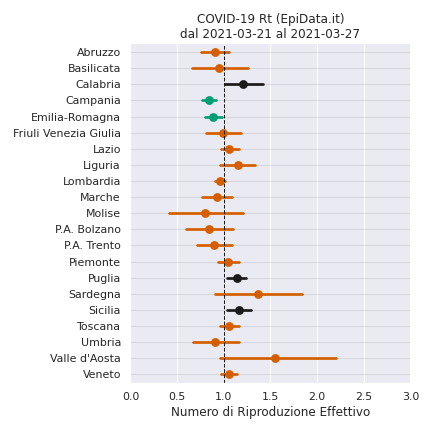 COVID-19 Rt (EpiData.it)
dal 2021-03-21 al 2021-03-27
Abruzzo
Basilicata
Calabria
Campania
Emilia-Romagna
Friuli Venezia Giulia
Lazio
Liguria
Lombardia
Marche
Molise
P.A. Bolzano
P.A. Trento
Piemonte
Puglia
Sardegna
Sicilia
Toscana
Umbria
Valle d'Aosta
Veneto
0.0 0.5 1.0 1.5 2.0 2.5 3.0
Numero di Riproduzione Effettivo